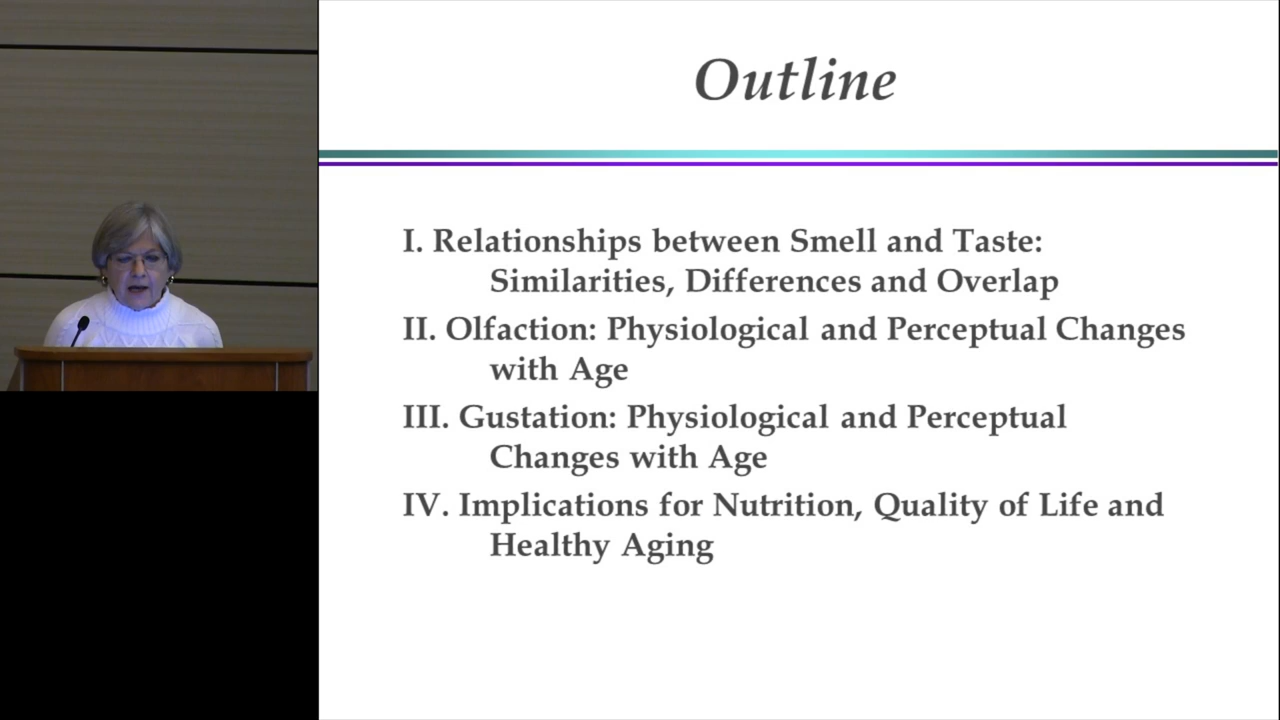 Outline
I. Relationships between Smell and Taste:
Similarities, Differences and Overlap
II. Olfaction: Physiological and Perceptual Changes
with Age
III. Gustation: Physiological and Perceptual
Changes with Age
IV. Implications for Nutrition, Quality of Life and
Healthy Aging